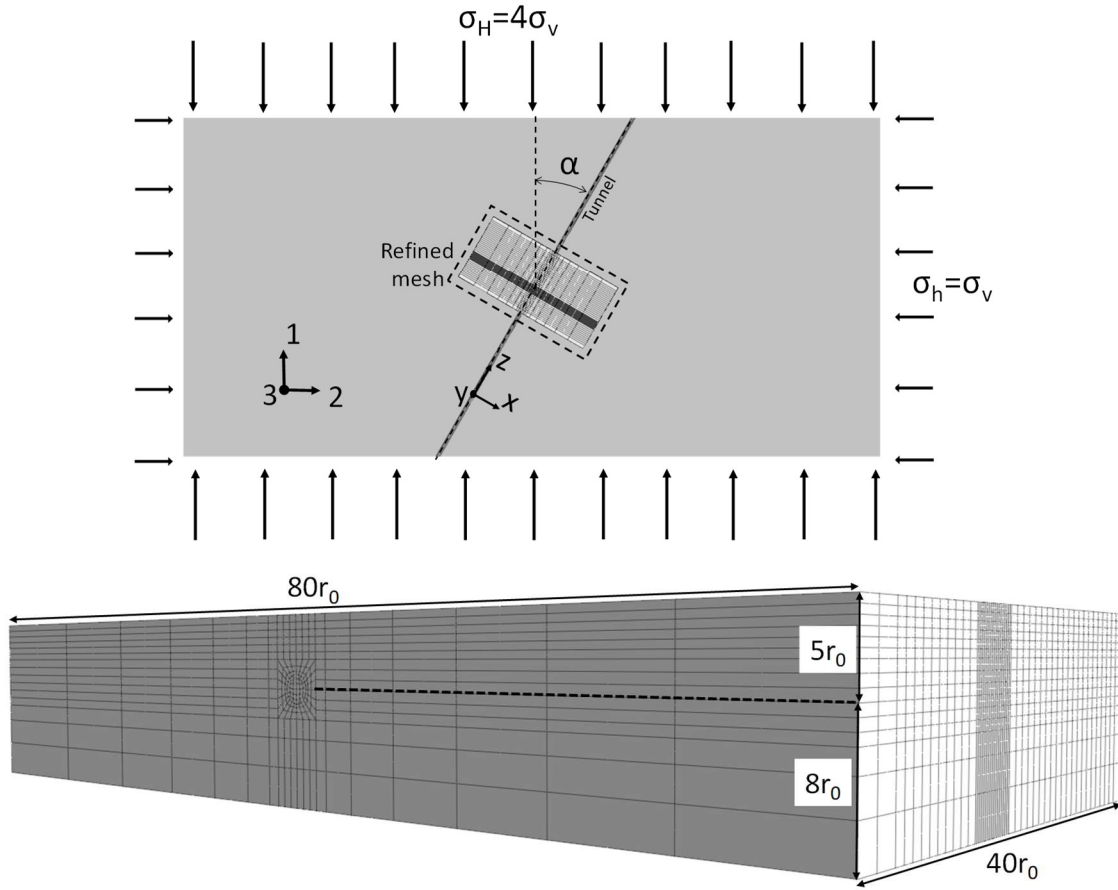 σH=4σv
α
Tunnel
Refined
mesh
σh=σv
1
3
2
z
y
x
80r0
5r0
8r0
40r0